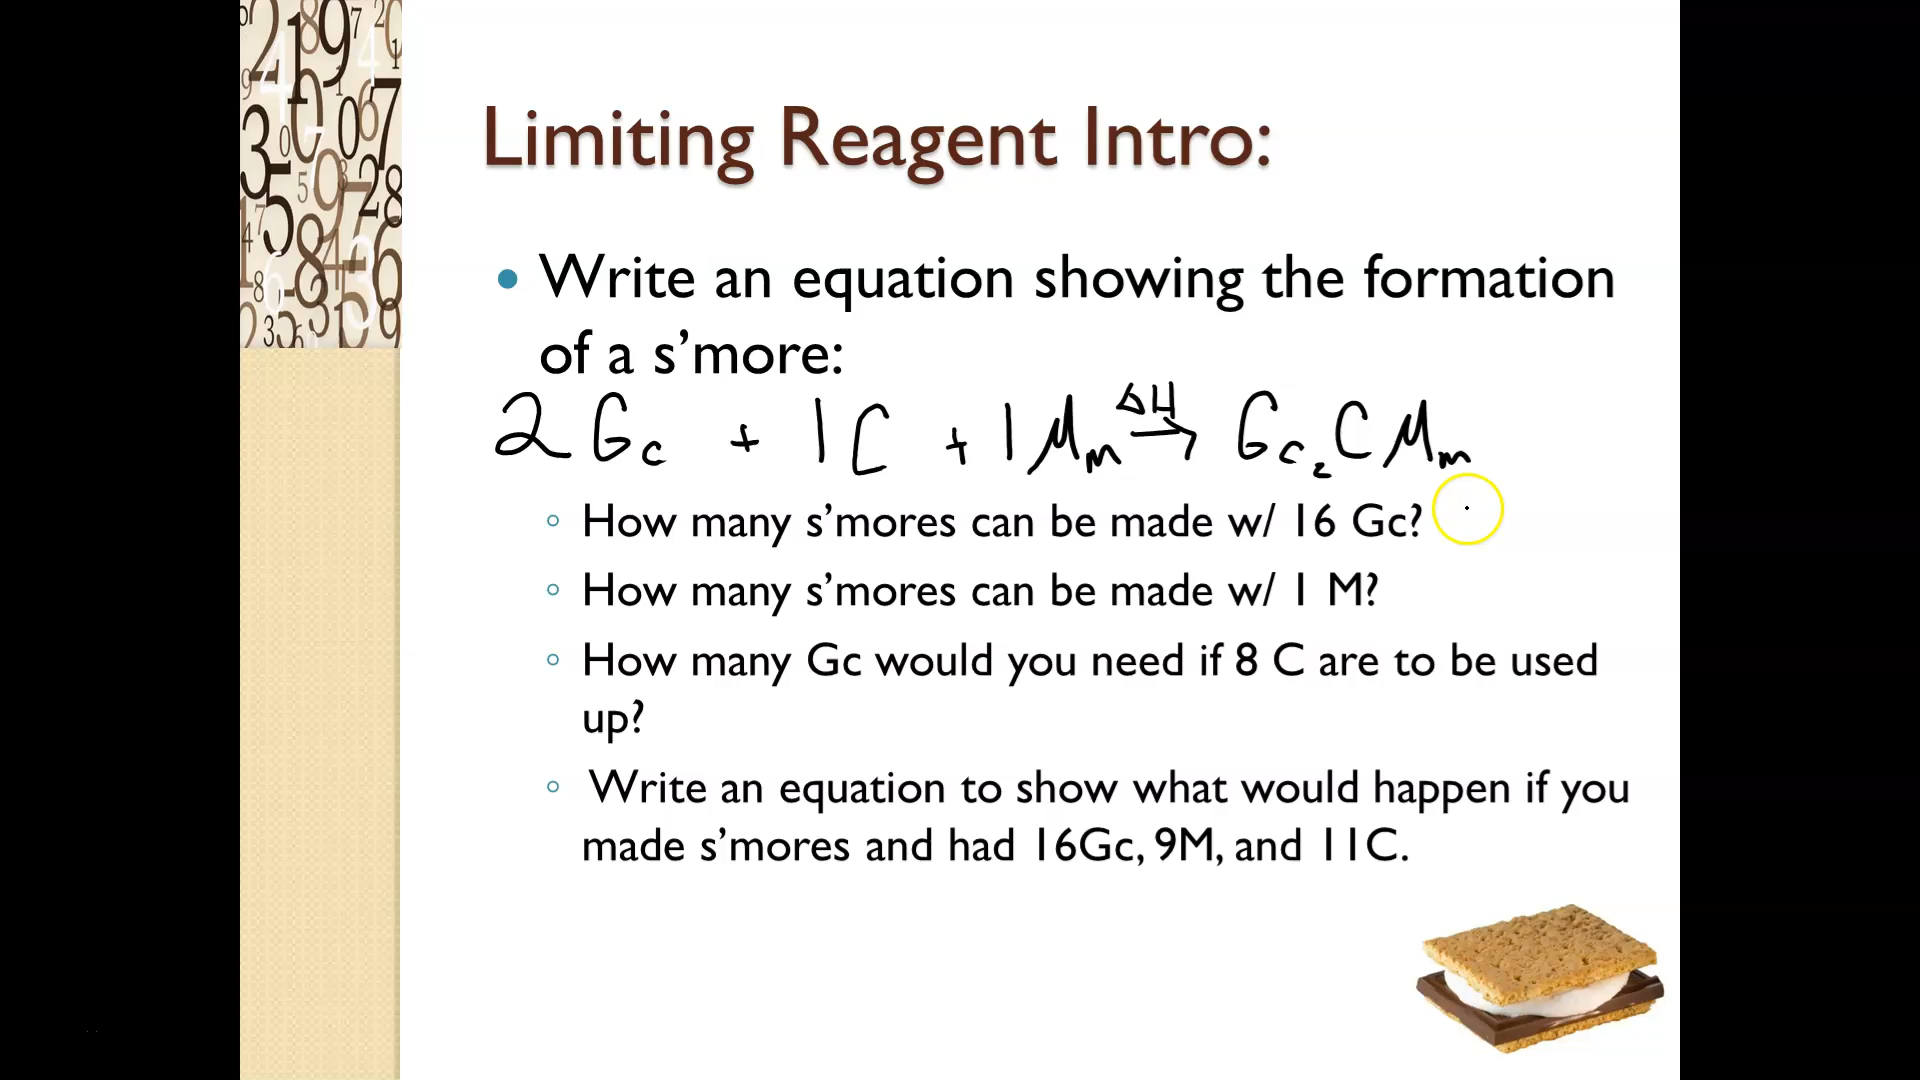 Limiting Reagent Intro:
• Write an equation showing the formation
of a s’more:
2 Gc + 1 C + 1 Mm ΔH → Gc₂ C Mm
◦ How many s’mores can be made w/ 16 Gc?
◦ How many s’mores can be made w/ 1 M?
◦ How many Gc would you need if 8 C are to be used
up?
◦ Write an equation to show what would happen if you
made s’mores and had 16Gc, 9M, and 11C.